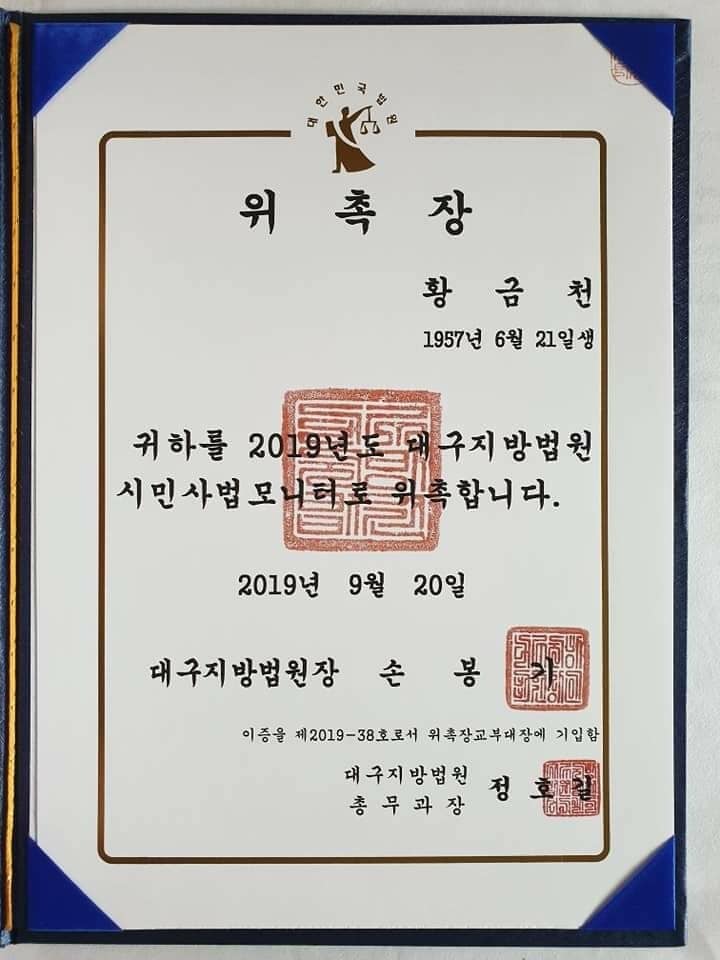 대한민국법원
위촉장
황금천
1957년 6월 21일생
귀하를 2019년도 대구지방법원
시민사법모니터로 위촉합니다.
2019년 9월 20일
대구지방법원장 손봉기
이증을 제2019-38호로서 위촉장교부대장에 기입함
대구지방법원
총무과장 정호길